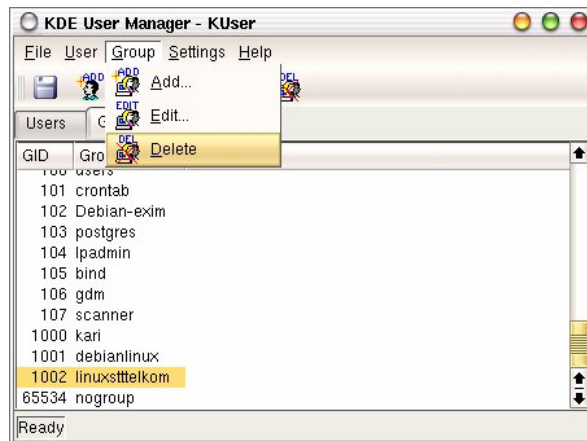 KDE User Manager - KUser
File User Group Settings Help
ADD ADD Add... DEL
EDIT Edit...
Users G DEL Delete
GID Gro
100 users
101 crontab
102 Debian-exim
103 postgres
104 lpadmin
105 bind
106 gdm
107 scanner
1000 kari
1001 debianlinux
1002 linuxstttelkom
65534 nogroup
Ready